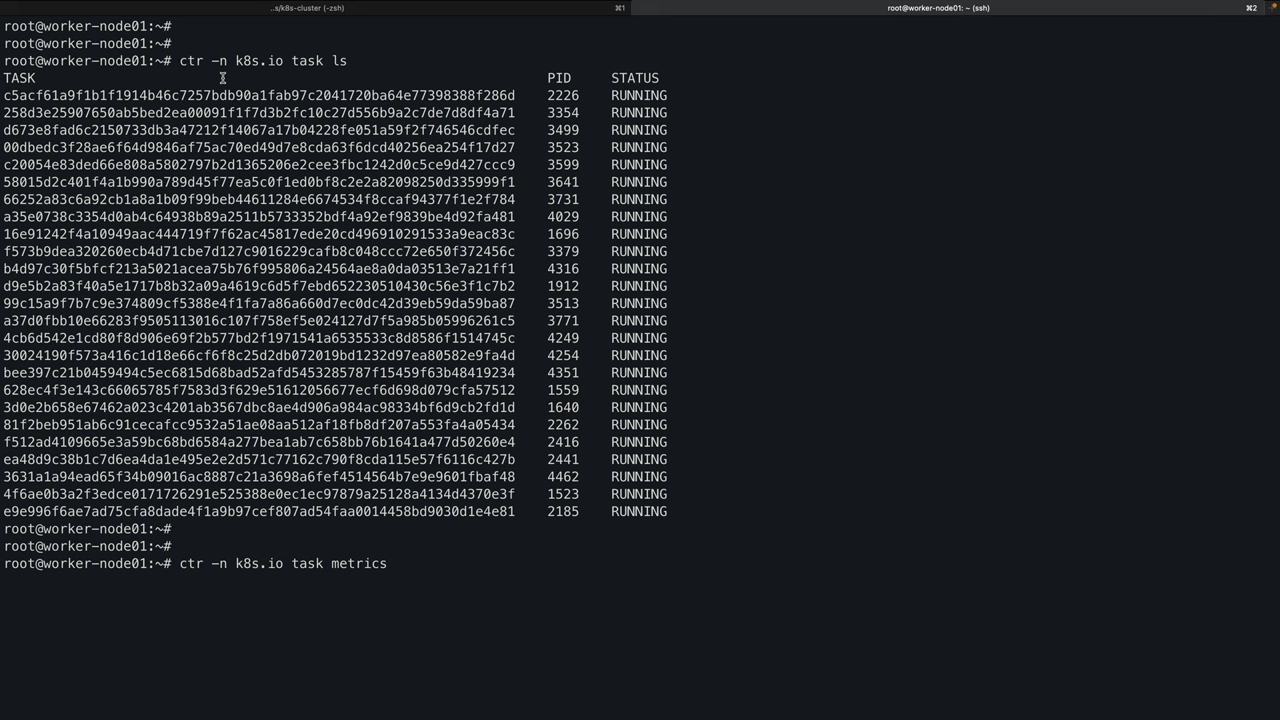 ..s/k8s-cluster (-zsh) ⌘1 root@worker-node01: ~ (ssh) ⌘2
root@worker-node01:~#
root@worker-node01:~#
root@worker-node01:~# ctr -n k8s.io task ls
TASK PID STATUS
c5acf61a9f1b1f1914b46c7257bdb90a1fab97c2041720ba64e77398388f286d 2226 RUNNING
258d3e25907650ab5bed2ea00091f1f7d3b2fc10c27d556b9a2c7de7d8df4a71 3354 RUNNING
d673e8fad6c2150733db3a47212f14067a17b04228fe051a59f2f746546cdfec 3499 RUNNING
00dbedc3f28ae6f64d9846af75ac70ed49d7e8cda63f6dcd40256ea254f17d27 3523 RUNNING
c20054e83ded66e808a5802797b2d1365206e2cee3fbc1242d0c5ce9d427ccc9 3599 RUNNING
58015d2c401f4a1b990a789d45f77ea5c0f1ed0bf8c2e2a82098250d335999f1 3641 RUNNING
66252a83c6a92cb1a8a1b09f99beb44611284e6674534f8ccaf94377f1e2f784 3731 RUNNING
a35e0738c3354d0ab4c64938b89a2511b5733352bdf4a92ef9839be4d92fa481 4029 RUNNING
16e91242f4a10949aac444719f7f62ac45817ede20cd496910291533a9eac83c 1696 RUNNING
f573b9dea320260ecb4d71cbe7d127c9016229cafb8c048ccc72e650f372456c 3379 RUNNING
b4d97c30f5bfcf213a5021acea75b76f995806a24564ae8a0da03513e7a21ff1 4316 RUNNING
d9e5b2a83f40a5e1717b8b32a09a4619c6d5f7ebd652230510430c56e3f1c7b2 1912 RUNNING
99c15a9f7b7c9e374809cf5388e4f1fa7a86a660d7ec0dc42d39eb59da59ba87 3513 RUNNING
a37d0fbb10e66283f9505113016c107f758ef5e024127d7f5a985b05996261c5 3771 RUNNING
4cb6d542e1cd80f8d906e69f2b577bd2f1971541a6535533c8d8586f1514745c 4249 RUNNING
30024190f573a416c1d18e66cf6f8c25d2db072019bd1232d97ea80582e9fa4d 4254 RUNNING
bee397c21b0459494c5ec6815d68bad52afd5453285787f15459f63b48419234 4351 RUNNING
628ec4f3e143c66065785f7583d3f629e51612056677ecf6d698d079cfa57512 1559 RUNNING
3d0e2b658e67462a023c4201ab3567dbc8ae4d906a984ac98334bf6d9cb2fd1d 1640 RUNNING
81f2beb951ab6c91cecafcc9532a51ae08aa512af18fb8df207a553fa4a05434 2262 RUNNING
f512ad4109665e3a59bc68bd6584a277bea1ab7c658bb76b1641a477d50260e4 2416 RUNNING
ea48d9c38b1c7d6ea4da1e495e2e2d571c77162c790f8cda115e57f6116c427b 2441 RUNNING
3631a1a94ead65f34b09016ac8887c21a3698a6fef4514564b7e9e9601fbaf48 4462 RUNNING
4f6ae0b3a2f3edce0171726291e525388e0ec1ec97879a25128a4134d4370e3f 1523 RUNNING
e9e996f6ae7ad75cfa8dade4f1a9b97cef807ad54faa0014458bd9030d1e4e81 2185 RUNNING
root@worker-node01:~#
root@worker-node01:~#
root@worker-node01:~# ctr -n k8s.io task metrics